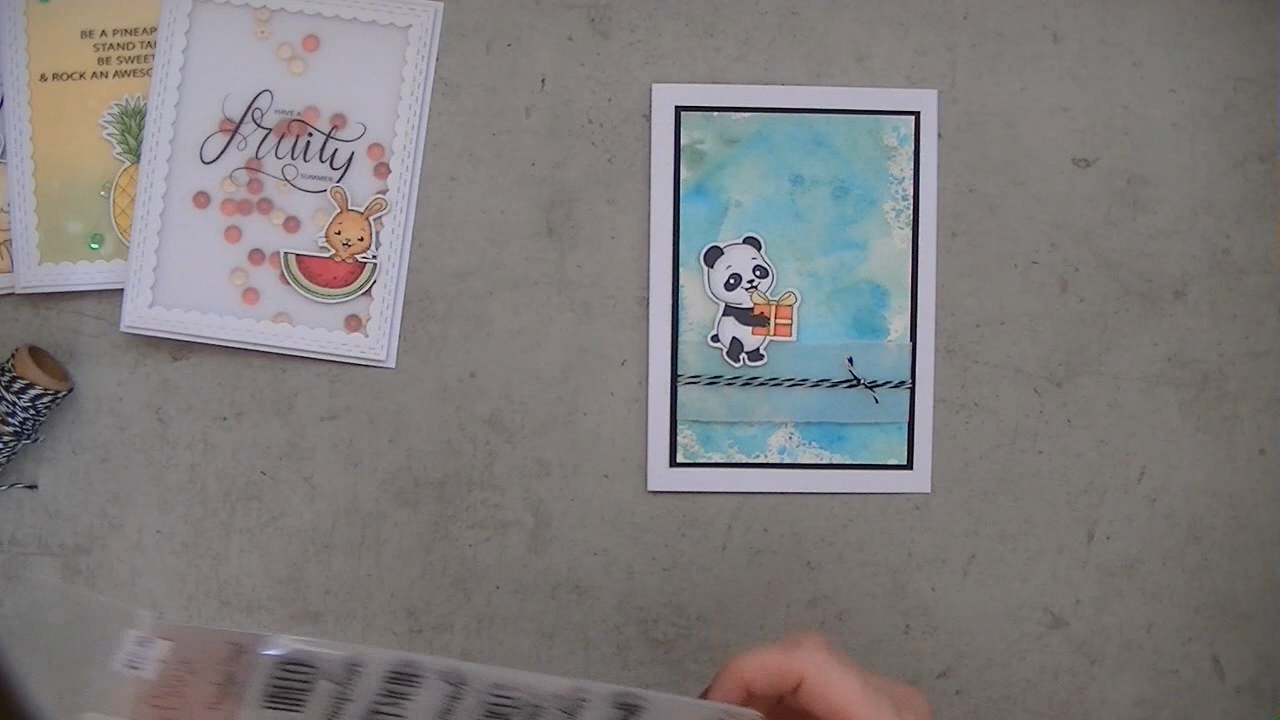 BE A PINEAP
STAND TAL
BE SWEET
& ROCK AN AWESO
HAVE A
fruity
SUMMER